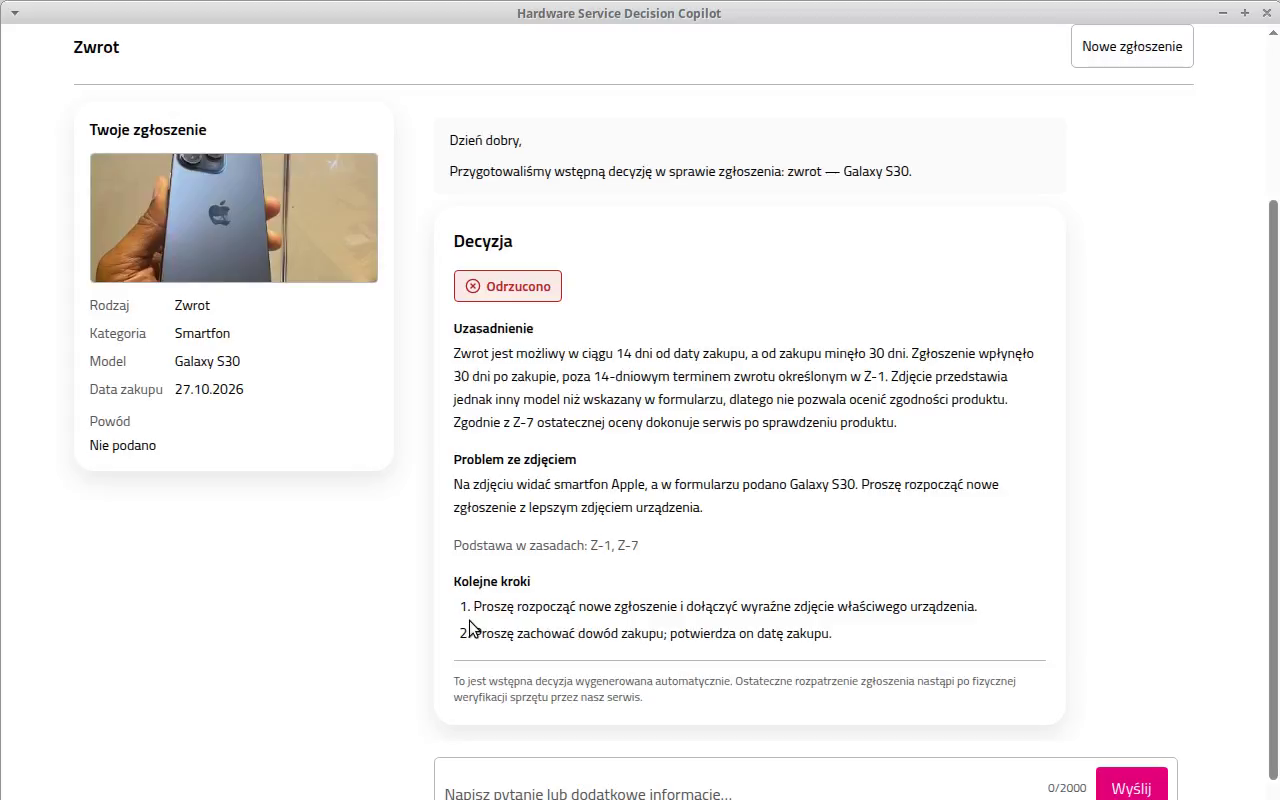 Hardware Service Decision Copilot
Zwrot
Nowe zgłoszenie
Twoje zgłoszenie
Rodzaj Zwrot
Kategoria Smartfon
Model Galaxy S30
Data zakupu 27.10.2026
Powód
Nie podano
Dzień dobry,
Przygotowaliśmy wstępną decyzję w sprawie zgłoszenia: zwrot — Galaxy S30.
Decyzja
Odrzucono
Uzasadnienie
Zwrot jest możliwy w ciągu 14 dni od daty zakupu, a od zakupu minęło 30 dni. Zgłoszenie wpłynęło
30 dni po zakupie, poza 14-dniowym terminem zwrotu określonym w Z-1. Zdjęcie przedstawia
jednak inny model niż wskazany w formularzu, dlatego nie pozwala ocenić zgodności produktu.
Zgodnie z Z-7 ostatecznej oceny dokonuje serwis po sprawdzeniu produktu.
Problem ze zdjęciem
Na zdjęciu widać smartfon Apple, a w formularzu podano Galaxy S30. Proszę rozpocząć nowe
zgłoszenie z lepszym zdjęciem urządzenia.
Podstawa w zasadach: Z-1, Z-7
Kolejne kroki
1. Proszę rozpocząć nowe zgłoszenie i dołączyć wyraźne zdjęcie właściwego urządzenia.
2. Proszę zachować dowód zakupu; potwierdza on datę zakupu.
To jest wstępna decyzja wygenerowana automatycznie. Ostateczne rozpatrzenie zgłoszenia nastąpi po fizycznej
weryfikacji sprzętu przez nasz serwis.
Napisz pytanie lub dodatkowe informacje...
0/2000
Wyślij